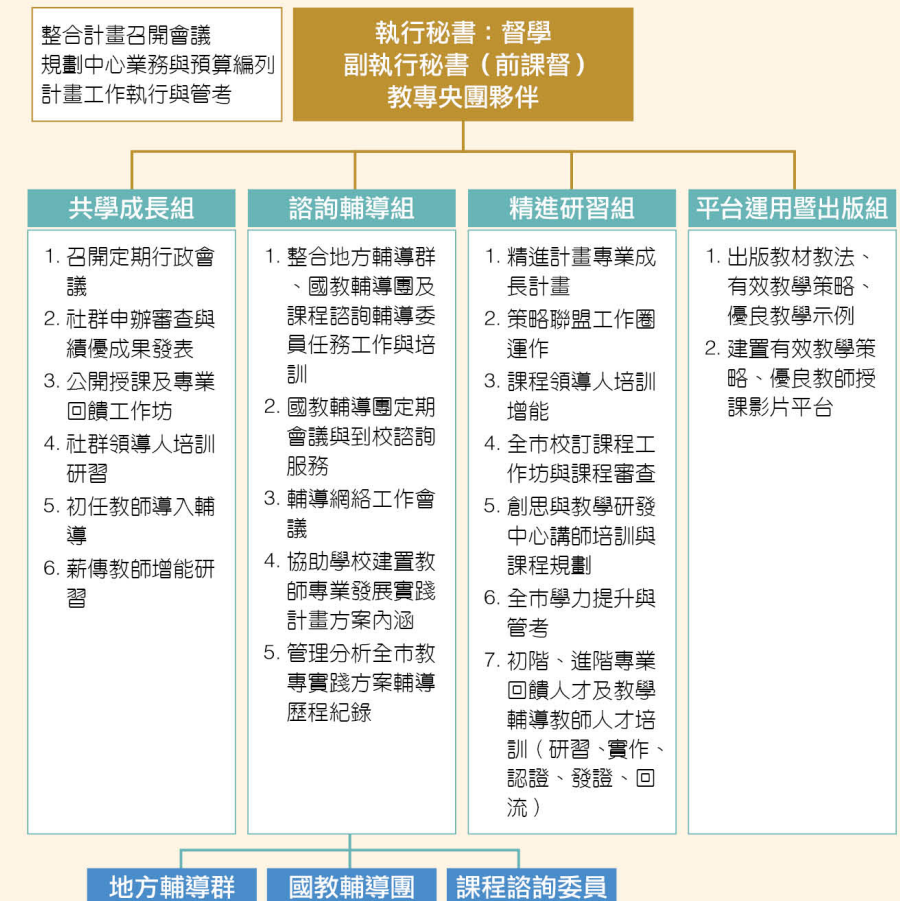 整合計畫召開會議
規劃中心業務與預算編列
計畫工作執行與管考
執行秘書：督學
副執行秘書（前課督）
教專央團夥伴
共學成長組
1. 召開定期行政會
議
2. 社群申辦審查與
績優成果發表
3. 公開授課及專業
回饋工作坊
4. 社群領導人培訓
研習
5. 初任教師導入輔
導
6. 薪傳教師增能研
習
諮詢輔導組
1. 整合地方輔導群
、國教輔導團及
課程諮詢輔導委
員任務工作與培
訓
2. 國教輔導團定期
會議與到校諮詢
服務
3. 輔導網絡工作會
議
4. 協助學校建置教
師專業發展實踐
計畫方案內涵
5. 管理分析全市教
專實踐方案輔導
歷程紀錄
精進研習組
1. 精進計畫專業成
長計畫
2. 策略聯盟工作圈
運作
3. 課程領導人培訓
增能
4. 全市校訂課程工
作坊與課程審查
5. 創思與教學研發
中心講師培訓與
課程規劃
6. 全市學力提升與
管考
7. 初階、進階專業
回饋人才及教學
輔導教師人才培
訓（研習、實作、
認證、發證、回
流）
平台運用暨出版組
1. 出版教材教法、
有效教學策略、
優良教學示例
2. 建置有效教學策
略、優良教師授
課影片平台
地方輔導群
國教輔導團
課程諮詢委員